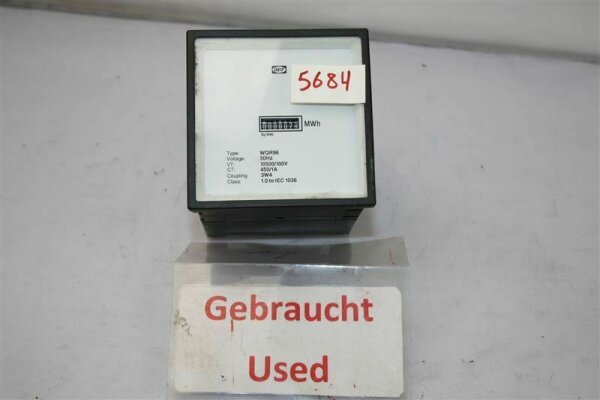 5684
MWh
Type: WQR96
Voltage: 50Hz
VT: 10500/100V
CT: 450/1A
Coupling: 3W4
Class: 1.0 to IEC 1036
Gebraucht
Used